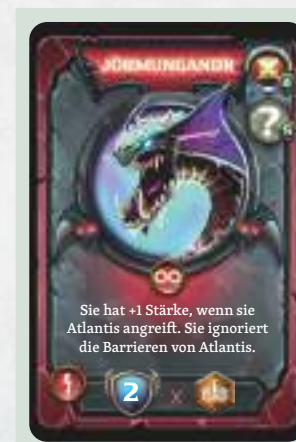 JÖRMUNGANDR
Sie hat +1 Stärke, wenn sie
Atlantis angreift. Sie ignoriert
die Barrieren von Atlantis.
2 x